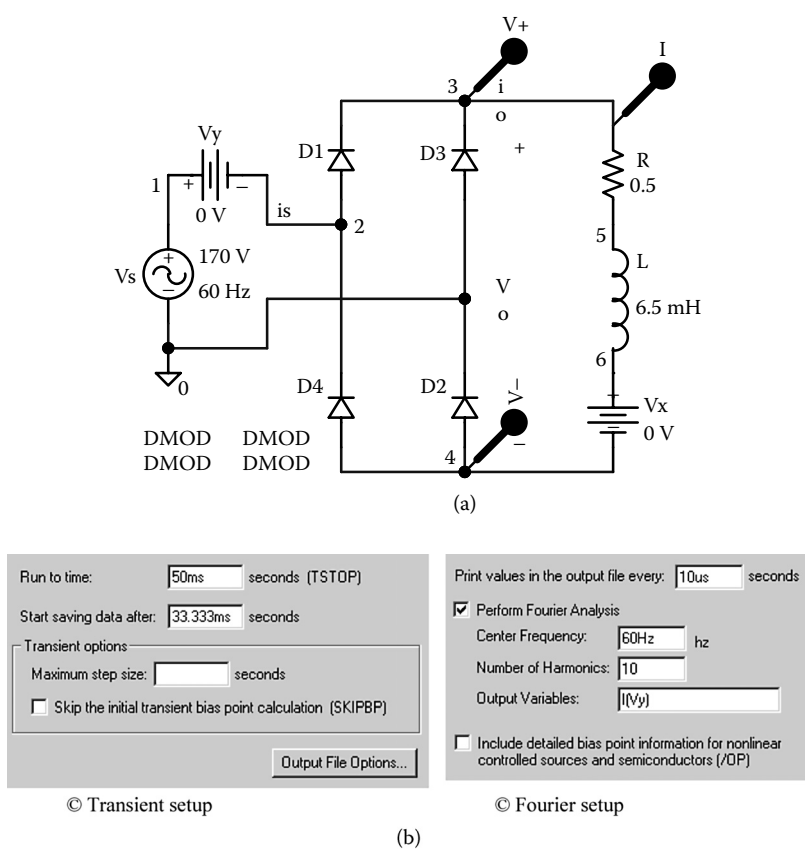 V+
I
3
i
o
Vy
D1
D3
+
R
0.5
1
+
−
0 V
is
2
5
L
Vs
+
−
170 V
60 Hz
V
o
6.5 mH
6
0
D4
D2
V−
+
−
Vx
0 V
DMOD DMOD
DMOD DMOD
4
−
(a)
Run to time: 50ms seconds (TSTOP)
Start saving data after: 33.333ms seconds
Transient options
Maximum step size: seconds
Skip the initial transient bias point calculation (SKIPBP)
Output File Options...
© Transient setup
Print values in the output file every: 10us seconds
Perform Fourier Analysis
Center Frequency: 60Hz hz
Number of Harmonics: 10
Output Variables: I(Vy)
Include detailed bias point information for nonlinear
controlled sources and semiconductors (/OP)
© Fourier setup
(b)